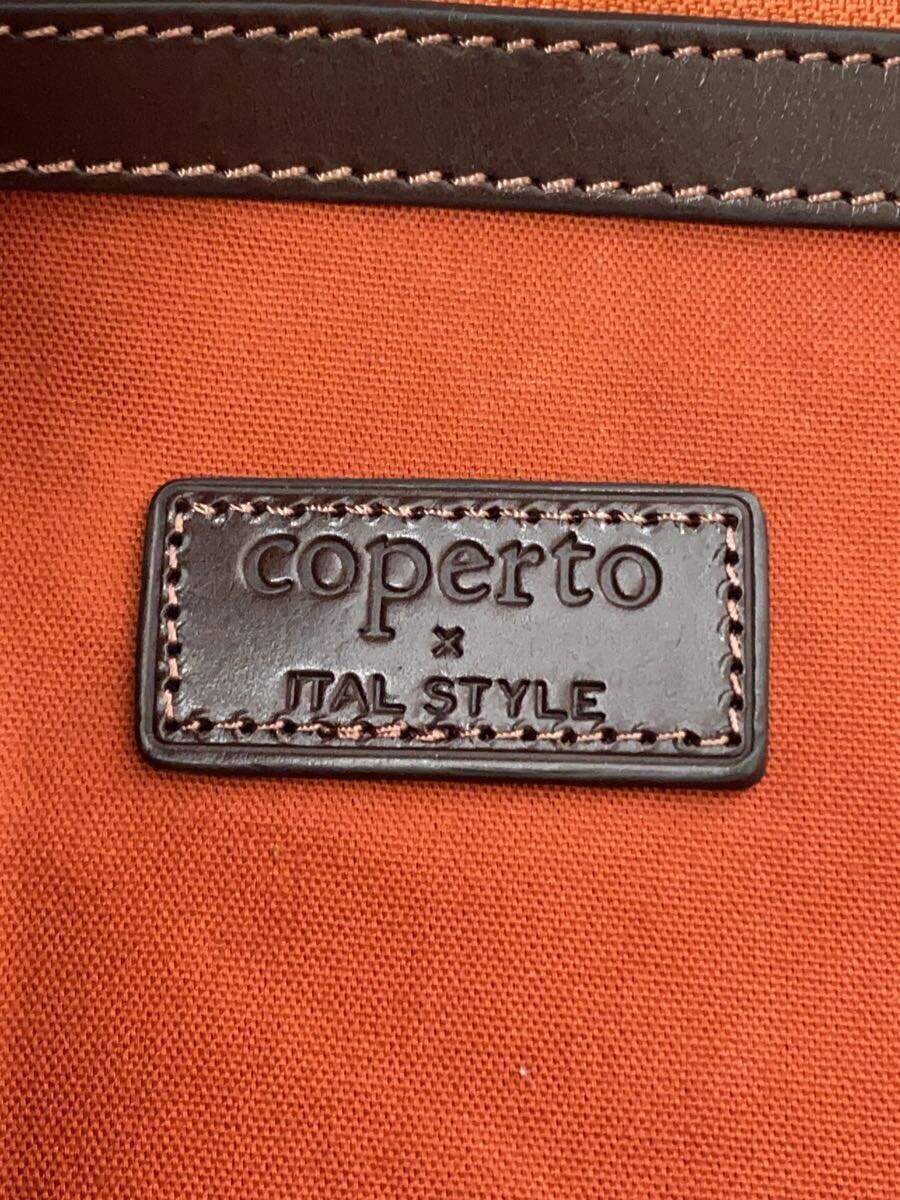 coperto
×
ITAL STYLE